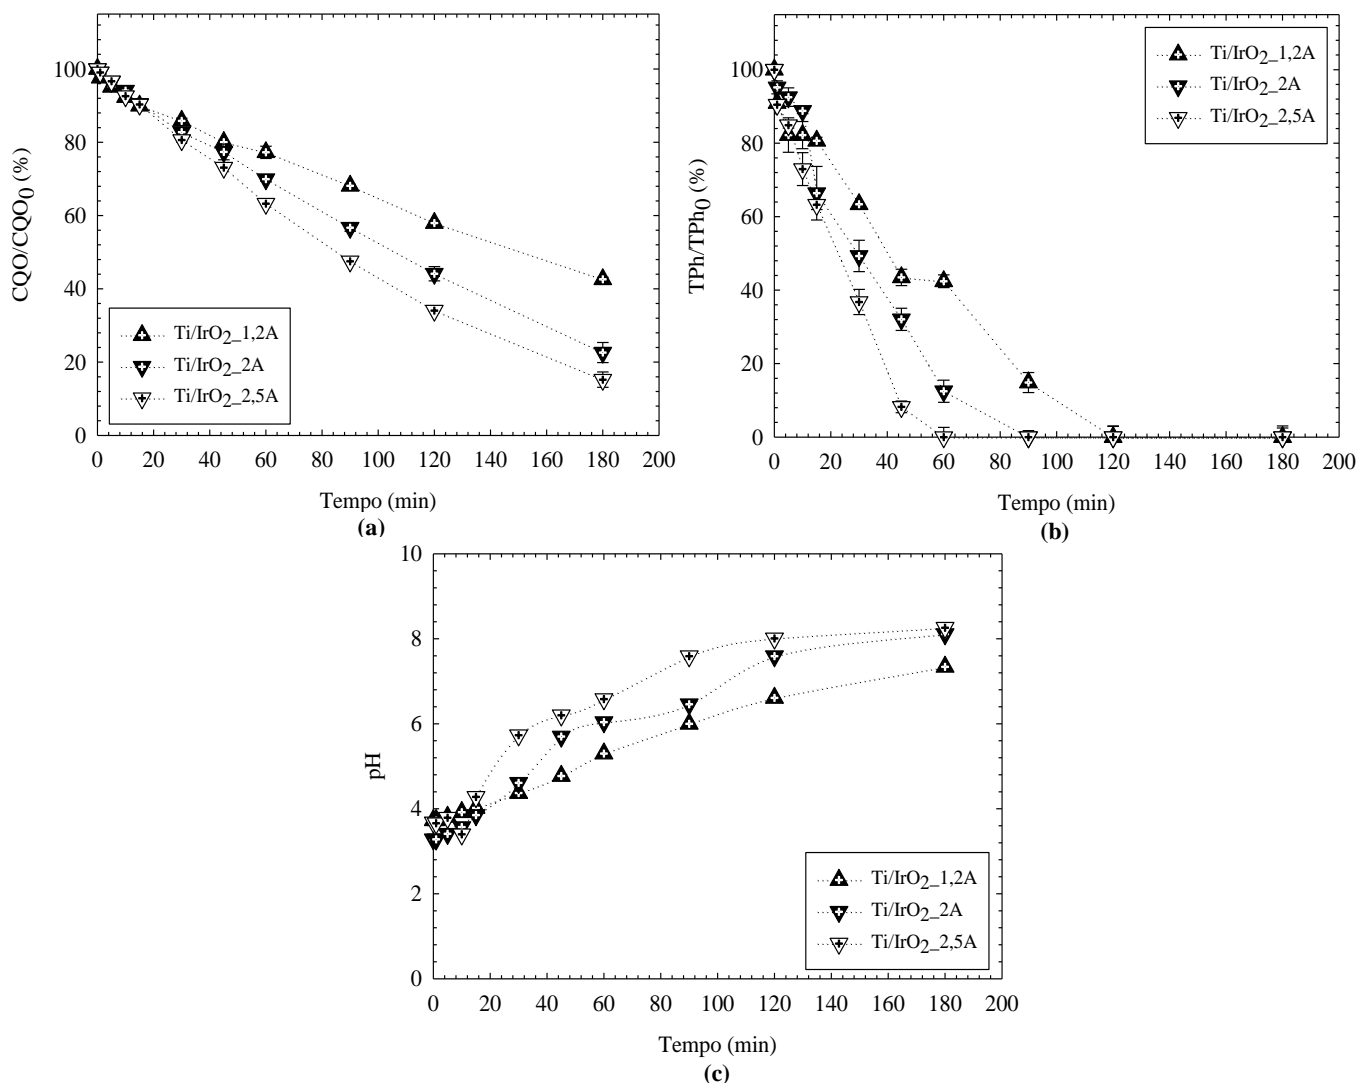 CQO/CQO0 (%)
100
80
60
40
20
0
Ti/IrO2_1,2A
Ti/IrO2_2A
Ti/IrO2_2,5A
0 20 40 60 80 100 120 140 160 180 200
Tempo (min)
(a)
TPh/TPh0 (%)
100
80
60
40
20
0
Ti/IrO2_1,2A
Ti/IrO2_2A
Ti/IrO2_2,5A
0 20 40 60 80 100 120 140 160 180 200
Tempo (min)
(b)
pH
10
8
6
4
2
0
Ti/IrO2_1,2A
Ti/IrO2_2A
Ti/IrO2_2,5A
0 20 40 60 80 100 120 140 160 180 200
Tempo (min)
(c)